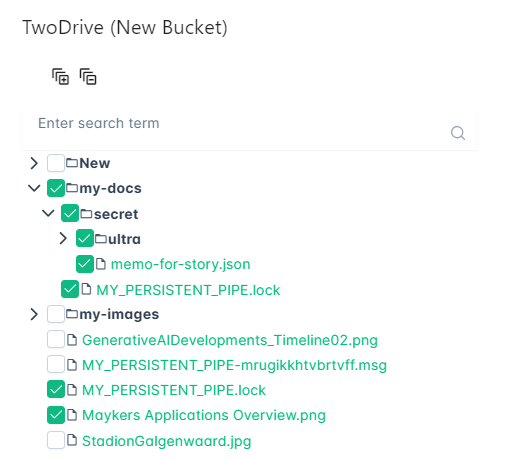 TwoDrive (New Bucket)
Enter search term
New
my-docs
secret
ultra
memo-for-story.json
MY_PERSISTENT_PIPE.lock
my-images
GenerativeAIDevelopments_Timeline02.png
MY_PERSISTENT_PIPE-mrugikkhtvbrtvff.msg
MY_PERSISTENT_PIPE.lock
Maykers Applications Overview.png
StadionGalgenwaard.jpg